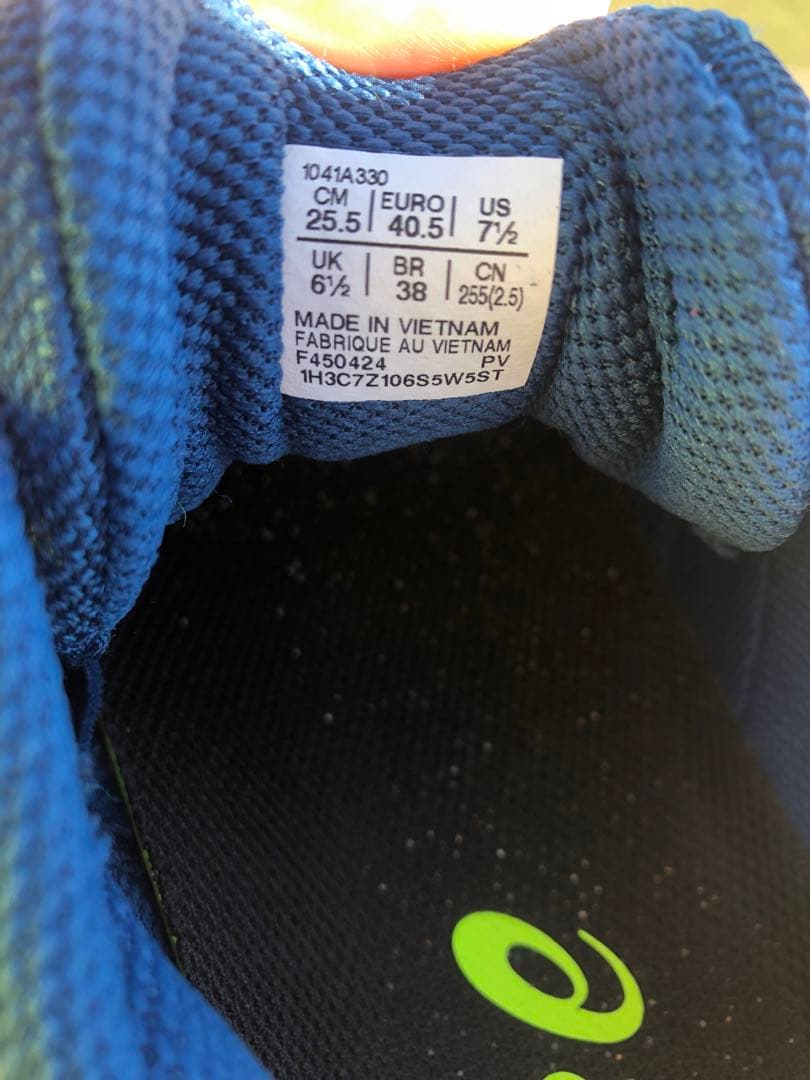 1041A330
CM EURO US
25.5 40.5 7½
UK BR CN
6½ 38 255(2.5)
MADE IN VIETNAM
FABRIQUE AU VIETNAM
F450424 PV
1H3C7Z106S5W5ST